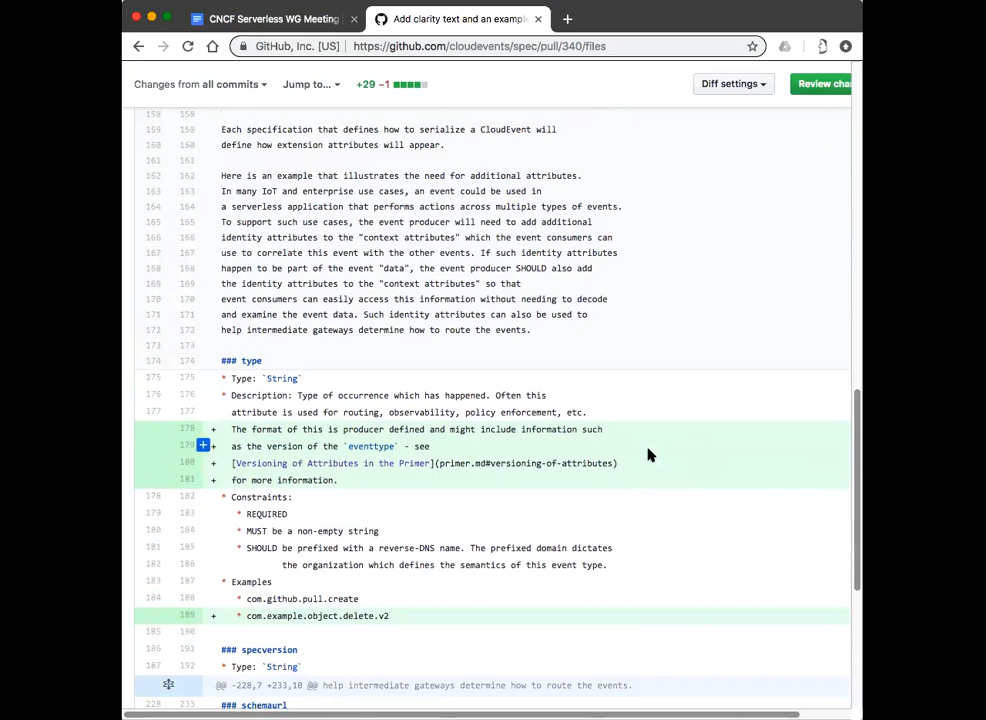 CNCF Serverless WG Meeting
Add clarity text and an example
GitHub, Inc. [US] https://github.com/cloudevents/spec/pull/340/files
Changes from all commits Jump to... +29 −1 Diff settings Review cha
158 158
159 159 Each specification that defines how to serialize a CloudEvent will
160 160 define how extension attributes will appear.
161 161
162 162 Here is an example that illustrates the need for additional attributes.
163 163 In many IoT and enterprise use cases, an event could be used in
164 164 a serverless application that performs actions across multiple types of events.
165 165 To support such use cases, the event producer will need to add additional
166 166 identity attributes to the "context attributes" which the event consumers can
167 167 use to correlate this event with the other events. If such identity attributes
168 168 happen to be part of the event "data", the event producer SHOULD also add
169 169 the identity attributes to the "context attributes" so that
170 170 event consumers can easily access this information without needing to decode
171 171 and examine the event data. Such identity attributes can also be used to
172 172 help intermediate gateways determine how to route the events.
173 173
174 174 ### type
175 175 * Type: `String`
176 176 * Description: Type of occurrence which has happened. Often this
177 177 attribute is used for routing, observability, policy enforcement, etc.
178 + The format of this is producer defined and might include information such
179 + as the version of the `eventtype` - see
180 + [Versioning of Attributes in the Primer](primer.md#versioning-of-attributes)
181 + for more information.
178 182 * Constraints:
179 183 * REQUIRED
180 184 * MUST be a non-empty string
181 185 * SHOULD be prefixed with a reverse-DNS name. The prefixed domain dictates
182 186 the organization which defines the semantics of this event type.
183 187 * Examples
184 188 * com.github.pull.create
189 + * com.example.object.delete.v2
185 190
186 191 ### specversion
187 192 * Type: `String`
@@ -228,7 +233,10 @@ help intermediate gateways determine how to route the events.
228 233 ### schemaurl